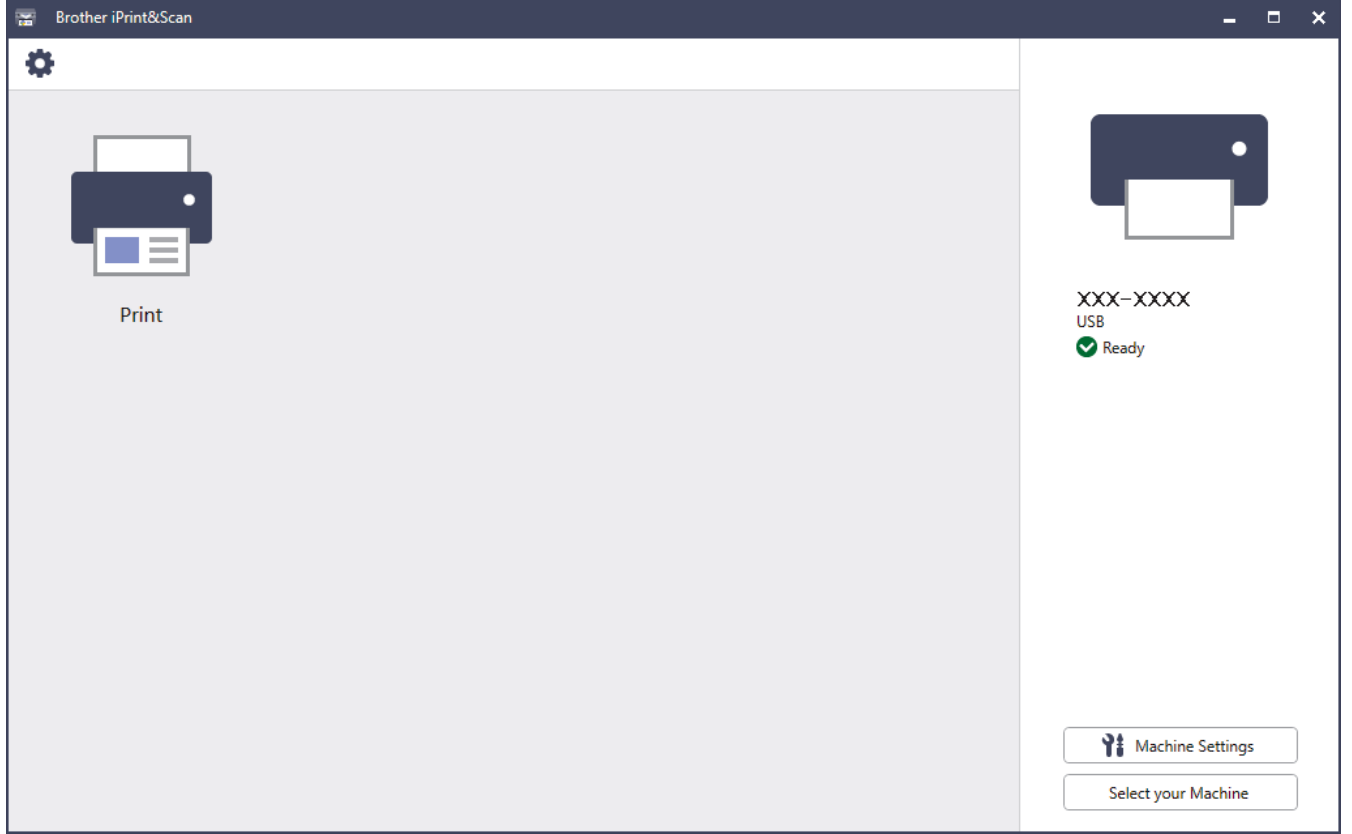 Brother iPrint&Scan
Print
XXX-XXXX
USB
Ready
Machine Settings
Select your Machine